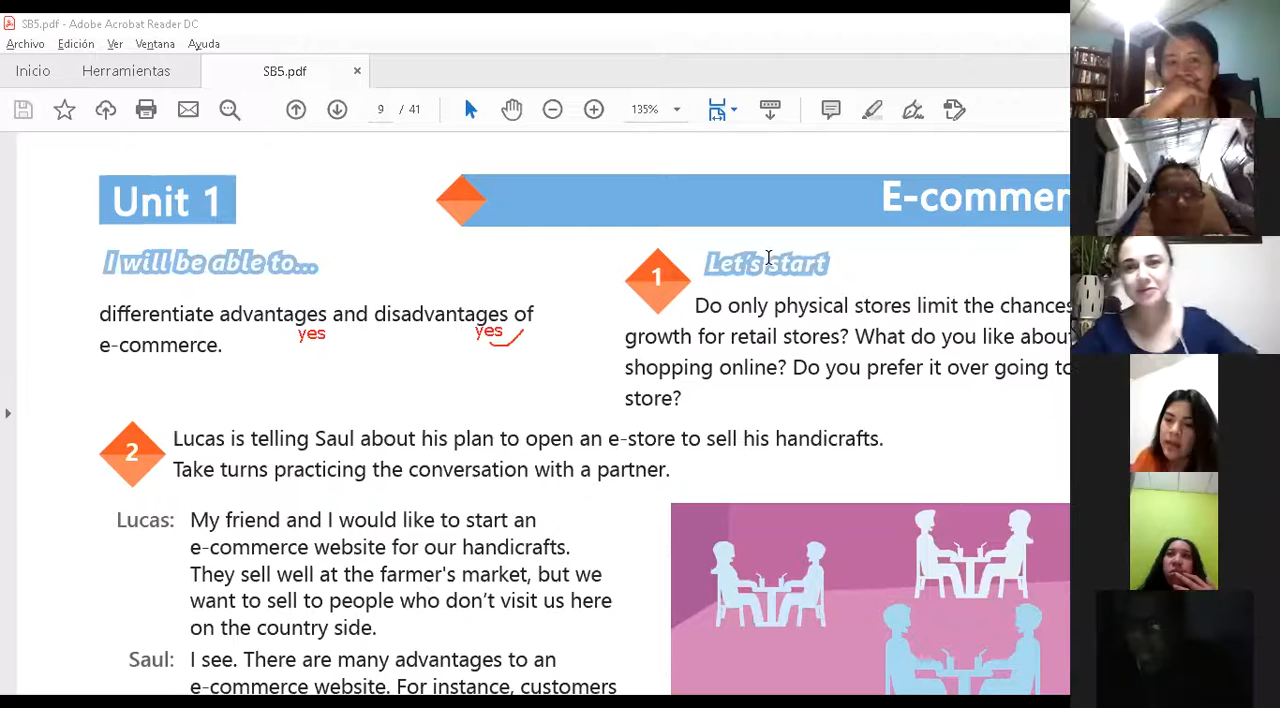 SB5.pdf - Adobe Acrobat Reader DC
Archivo Edición Ver Ventana Ayuda
Inicio Herramientas SB5.pdf ×
9 / 41 135%
Unit 1
E-commer
I will be able to...
differentiate advantages and disadvantages of
yes yes
e-commerce.
1 Let's start
Do only physical stores limit the chances
growth for retail stores? What do you like abou
shopping online? Do you prefer it over going to
store?
2 Lucas is telling Saul about his plan to open an e-store to sell his handicrafts.
Take turns practicing the conversation with a partner.
Lucas: My friend and I would like to start an
e-commerce website for our handicrafts.
They sell well at the farmer's market, but we
want to sell to people who don't visit us here
on the country side.
Saul: I see. There are many advantages to an
e-commerce website. For instance, customers